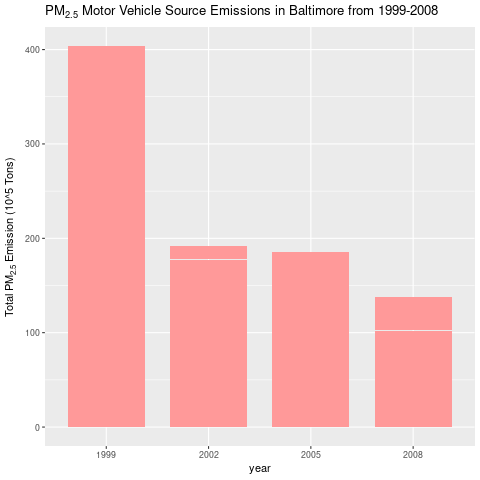 PM2.5 Motor Vehicle Source Emissions in Baltimore from 1999-2008
Total PM2.5 Emission (10^5 Tons)
400
300
200
100
0
1999 2002 2005 2008
year